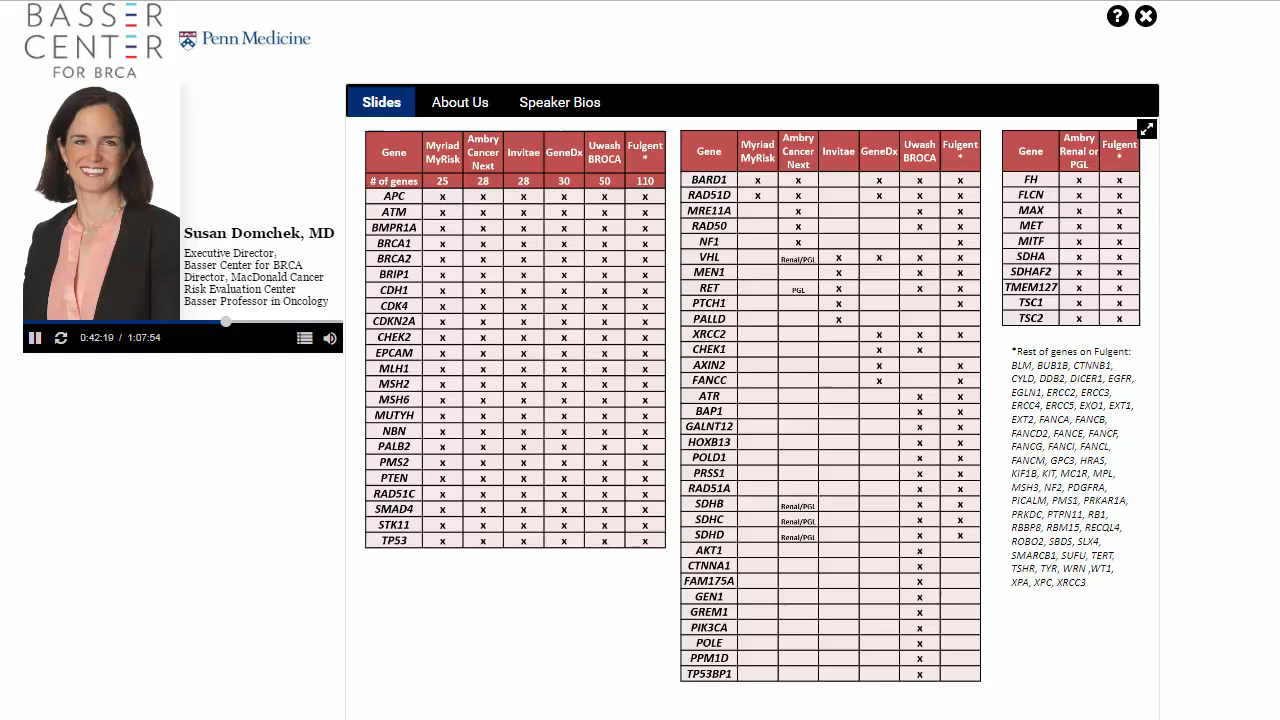 BASSER
CENTER
FOR BRCA
Penn Medicine
Susan Domchek, MD
Executive Director,
Basser Center for BRCA
Director, MacDonald Cancer
Risk Evaluation Center
Basser Professor in Oncology
0:42:19 / 1:07:54
Slides About Us Speaker Bios
Gene Myriad MyRisk Ambry Cancer Next Invitae GeneDx Uwash BROCA Fulgent *
# of genes 25 28 28 30 50 110
APC x x x x x x
ATM x x x x x x
BMPR1A x x x x x x
BRCA1 x x x x x x
BRCA2 x x x x x x
BRIP1 x x x x x x
CDH1 x x x x x x
CDK4 x x x x x x
CDKN2A x x x x x x
CHEK2 x x x x x x
EPCAM x x x x x x
MLH1 x x x x x x
MSH2 x x x x x x
MSH6 x x x x x x
MUTYH x x x x x x
NBN x x x x x x
PALB2 x x x x x x
PMS2 x x x x x x
PTEN x x x x x x
RAD51C x x x x x x
SMAD4 x x x x x x
STK11 x x x x x x
TP53 x x x x x x
Gene Myriad MyRisk Ambry Cancer Next Invitae GeneDx Uwash BROCA Fulgent *
BARD1 x x x x x
RAD51D x x x x x
MRE11A x x x
RAD50 x x x
NF1 x x
VHL Renal/PGL x x x x
MEN1 x x x
RET PGL x x x
PTCH1 x x
PALLD x
XRCC2 x x x
CHEK1 x x
AXIN2 x x
FANCC x x
ATR x x
BAP1 x x
GALNT12 x x
HOXB13 x x
POLD1 x x
PRSS1 x x
RAD51A x x
SDHB Renal/PGL x x
SDHC Renal/PGL x x
SDHD Renal/PGL x x
AKT1 x
CTNNA1 x
FAM175A x
GEN1 x
GREM1 x
PIK3CA x
POLE x
PPM1D x
TP53BP1 x
Gene Ambry Renal or PGL Fulgent *
FH x x
FLCN x x
MAX x x
MET x x
MITF x x
SDHA x x
SDHAF2 x x
TMEM127 x x
TSC1 x x
TSC2 x x
*Rest of genes on Fulgent:
BLM, BUB1B, CTNNB1,
CYLD, DDB2, DICER1, EGFR,
EGLN1, ERCC2, ERCC3,
ERCC4, ERCC5, EXO1, EXT1,
EXT2, FANCA, FANCB,
FANCD2, FANCE, FANCF,
FANCG, FANCI, FANCL,
FANCM, GPC3, HRAS,
KIF1B, KIT, MC1R, MPL,
MSH3, NF2, PDGFRA,
PICALM, PMS1, PRKAR1A,
PRKDC, PTPN11, RB1,
RBBP8, RBM15, RECQL4,
ROBO2, SBDS, SLX4,
SMARCB1, SUFU, TERT,
TSHR, TYR, WRN ,WT1,
XPA, XPC, XRCC3